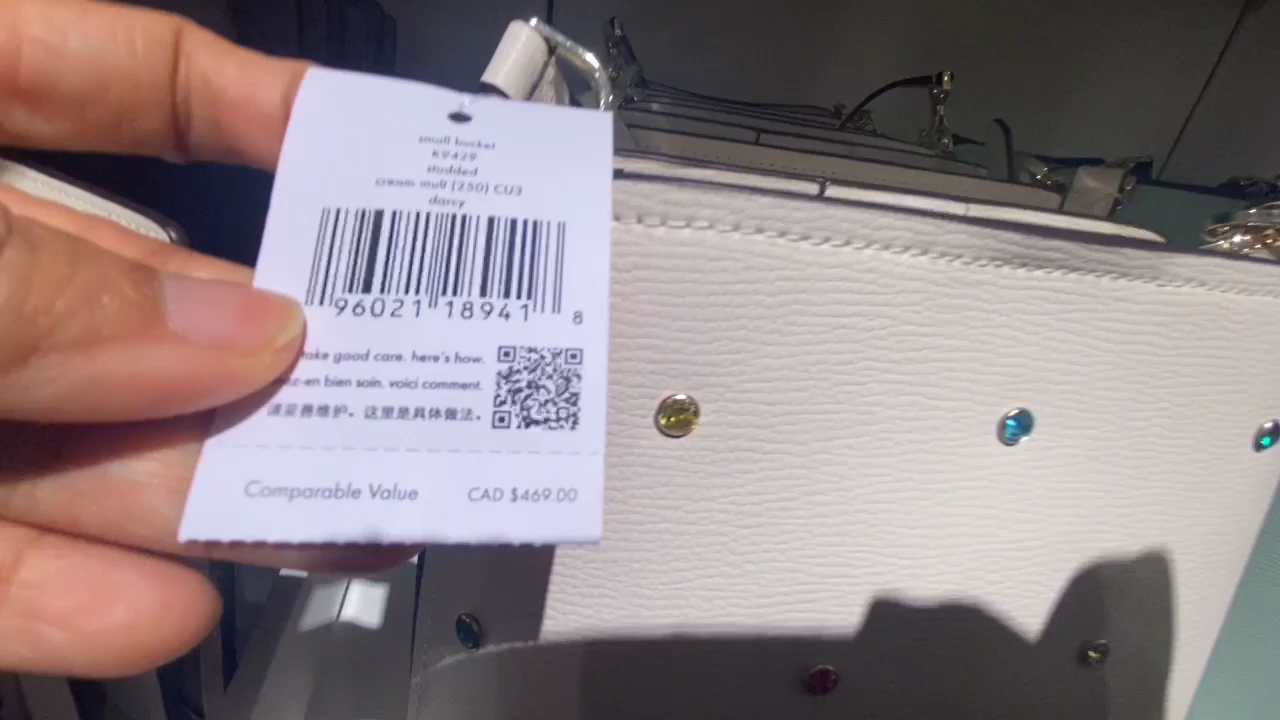 small bucket
K9429
studded
cream mult (250) CU3
darcy
96021 18941 8
ake good care. here's how.
ez-en bien soin. voici comment.
请妥善维护。这里是具体做法。
Comparable Value CAD $469.00